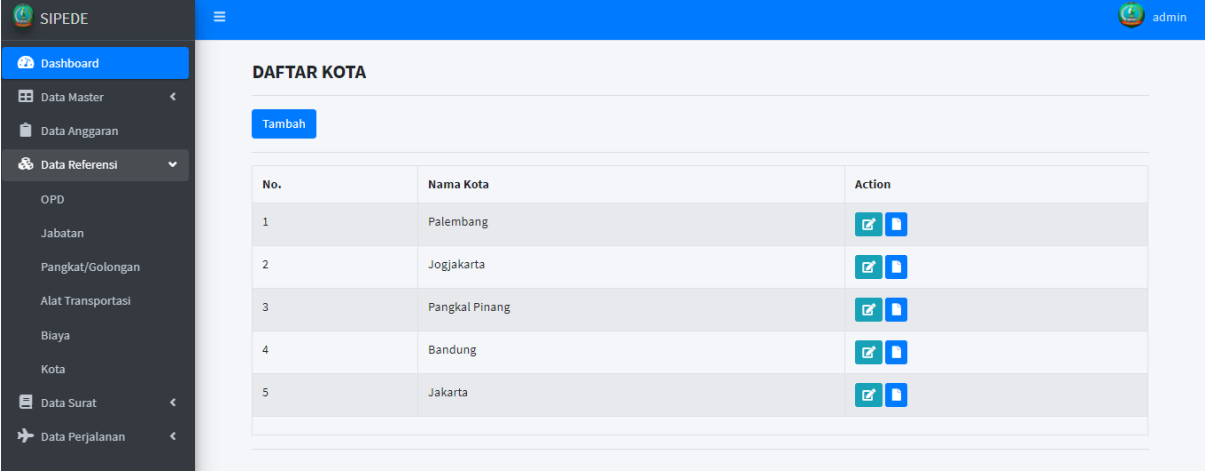 SIPEDE
admin
Dashboard
Data Master
Data Anggaran
Data Referensi
OPD
Jabatan
Pangkat/Golongan
Alat Transportasi
Biaya
Kota
Data Surat
Data Perjalanan
DAFTAR KOTA
Tambah
No. Nama Kota Action
1 Palembang
2 Jogjakarta
3 Pangkal Pinang
4 Bandung
5 Jakarta